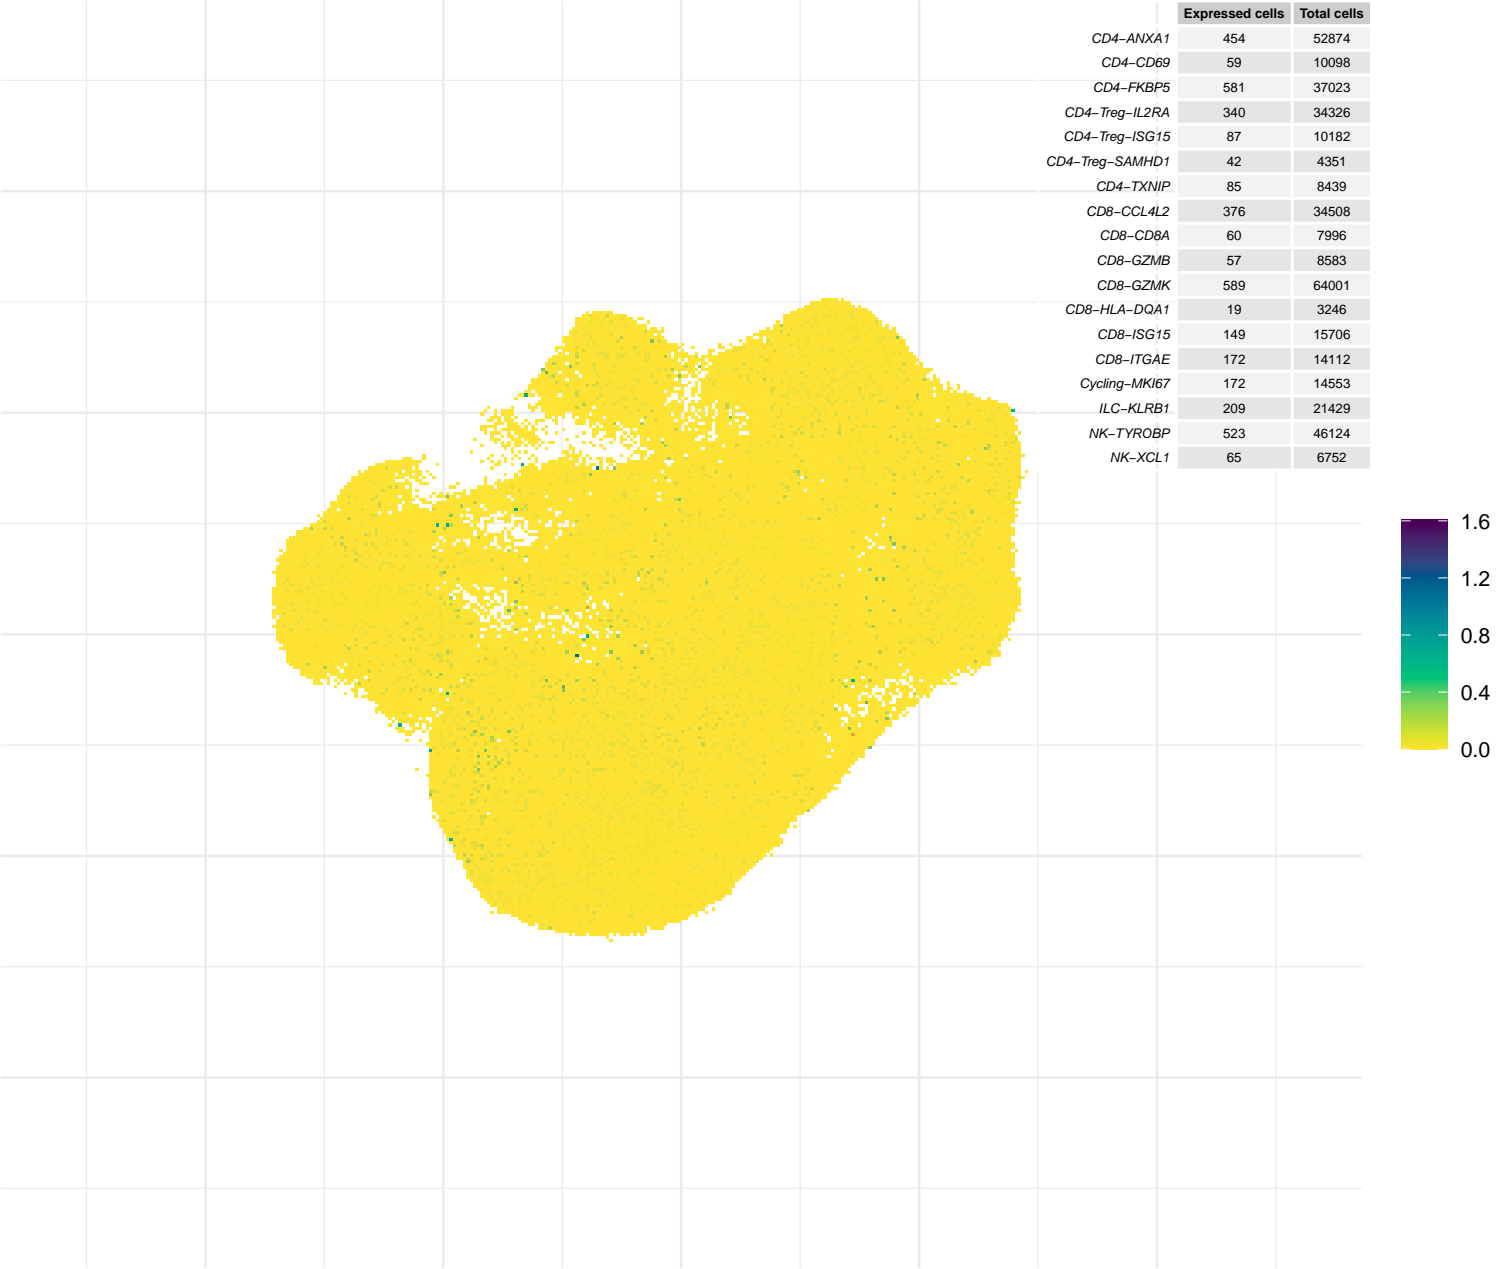 Expressed cells Total cells
CD4−ANXA1 454 52874
CD4−CD69 59 10098
CD4−FKBP5 581 37023
CD4−Treg−IL2RA 340 34326
CD4−Treg−ISG15 87 10182
CD4−Treg−SAMHD1 42 4351
CD4−TXNIP 85 8439
CD8−CCL4L2 376 34508
CD8−CD8A 60 7996
CD8−GZMB 57 8583
CD8−GZMK 589 64001
CD8−HLA−DQA1 19 3246
CD8−ISG15 149 15706
CD8−ITGAE 172 14112
Cycling−MKI67 172 14553
ILC−KLRB1 209 21429
NK−TYROBP 523 46124
NK−XCL1 65 6752
1.6
1.2
0.8
0.4
0.0